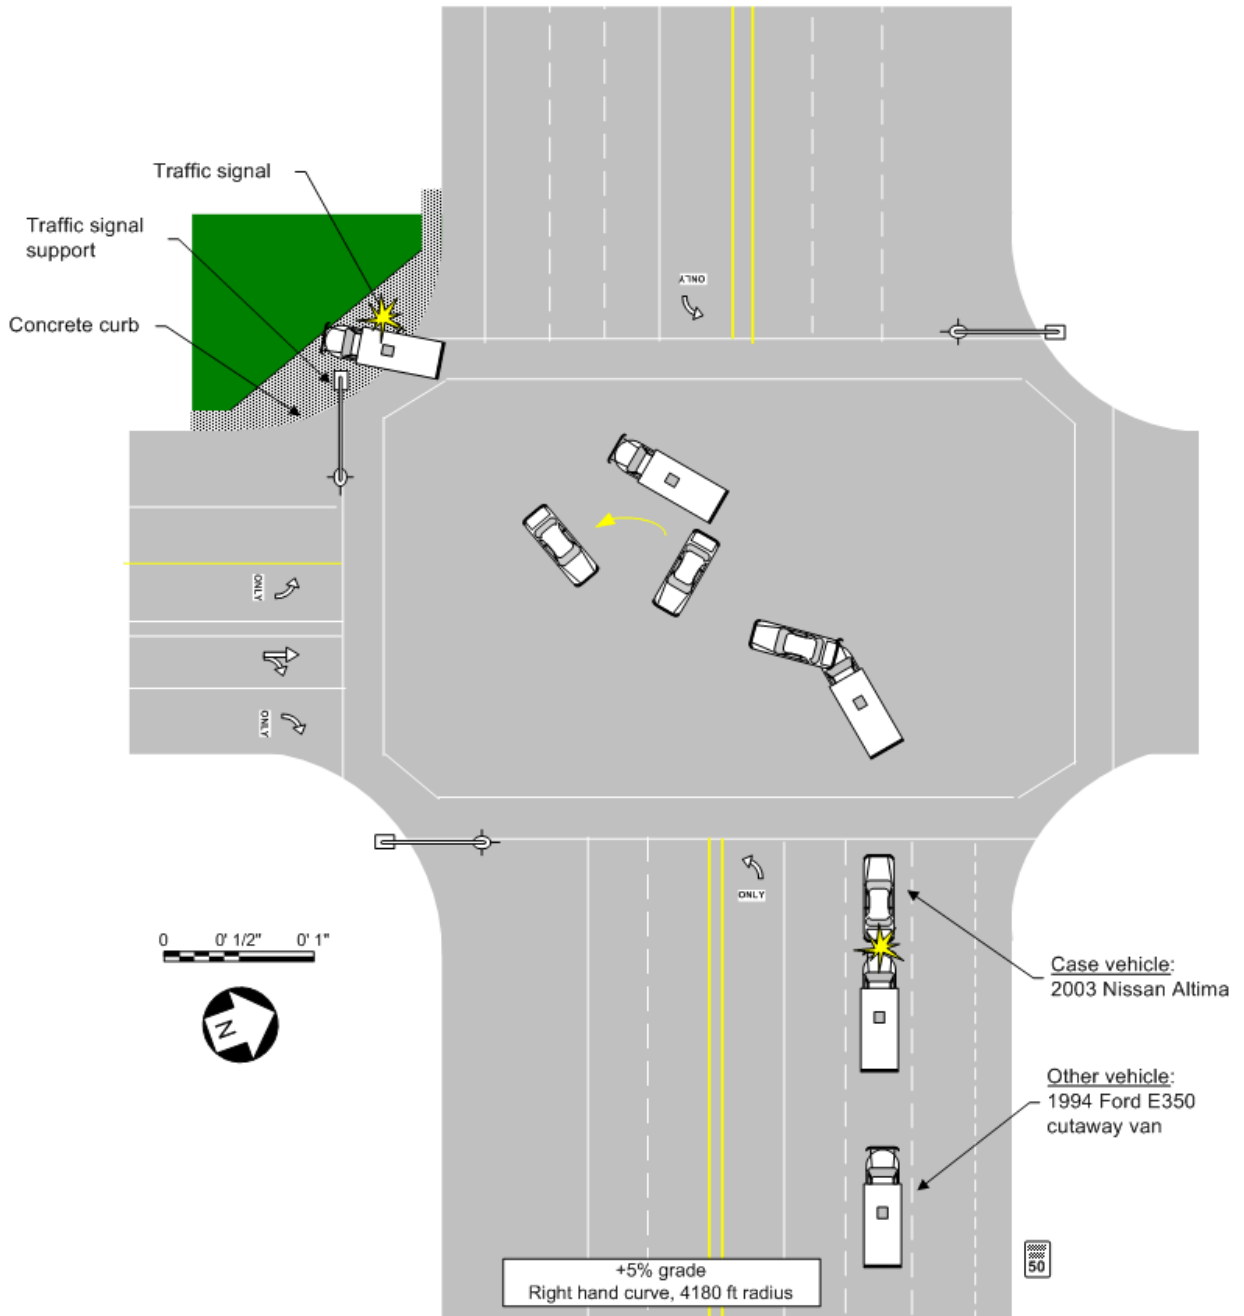 Traffic signal
Traffic signal
support
Concrete curb
ONLY
ONLY
ONLY
ONLY
0 0' 1/2" 0' 1"
N
Case vehicle:
2003 Nissan Altima
Other vehicle:
1994 Ford E350
cutaway van
50
+5% grade
Right hand curve, 4180 ft radius